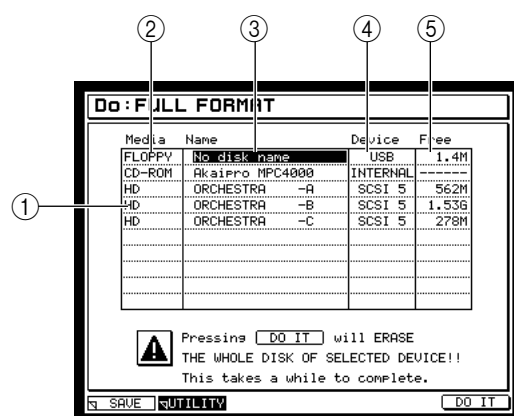 ② ③ ④ ⑤
Do:FULL FORMAT
Media Name Device Free
FLOPPY No disk name USB 1.4M
CD-ROM Akaipro MPC4000 INTERNAL ------
HD ORCHESTRA -A SCSI 5 562M
① HD ORCHESTRA -B SCSI 5 1.53G
HD ORCHESTRA -C SCSI 5 278M
Pressing DO IT will ERASE
THE WHOLE DISK OF SELECTED DEVICE!!
This takes a while to complete.
SAVE UTILITY DO IT